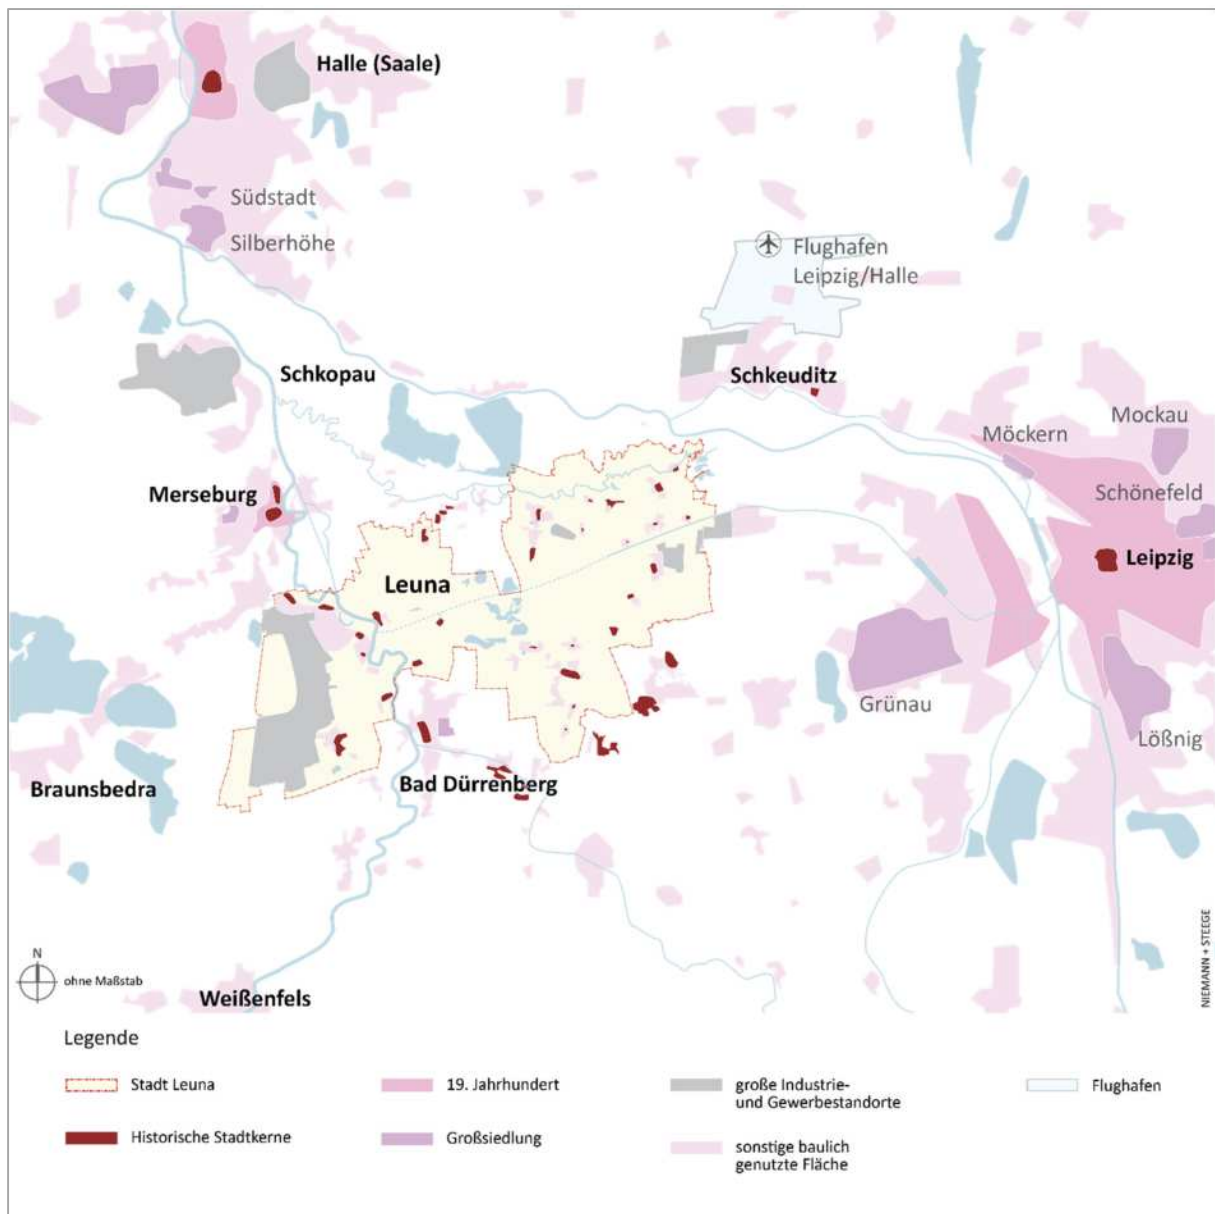 Halle (Saale)
Südstadt
Silberhöhe
Flughafen
Leipzig/Halle
Schkopau
Schkeuditz
Mockau
Möckern
Merseburg
Schönefeld
Leuna
Leipzig
Grünau
Lößnig
Braunsbedra
Bad Dürrenberg
N
ohne Maßstab
Weißenfels
NIEMANN + STEEGE
Legende
Stadt Leuna
19. Jahrhundert
große Industrie-
und Gewerbestandorte
Flughafen
Historische Stadtkerne
Großsiedlung
sonstige baulich
genutzte Fläche